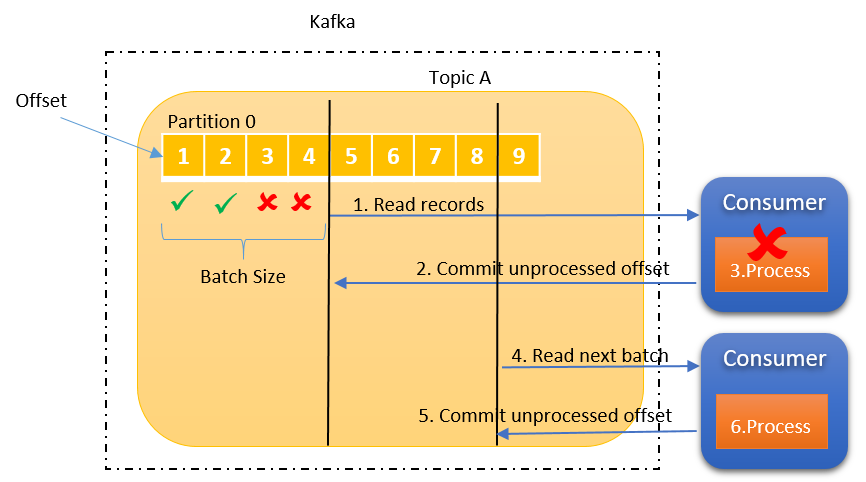 Kafka
Topic A
Offset
Partition 0
1 2 3 4 5 6 7 8 9
1. Read records
Consumer
Batch Size
2. Commit unprocessed offset
3.Process
4. Read next batch
Consumer
5. Commit unprocessed offset
6.Process